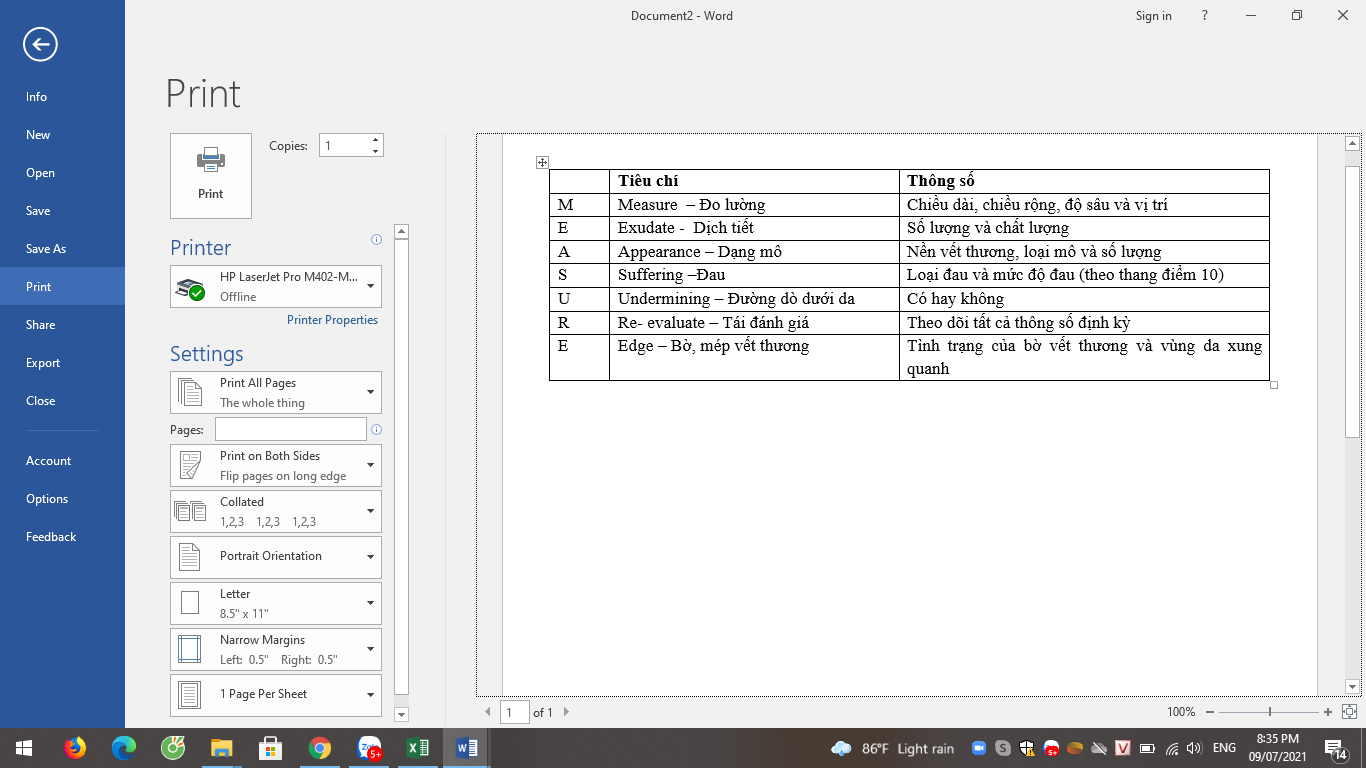 Document2 - Word
Sign in
?
Print
Info
New
Open
Save
Save As
Print
Share
Export
Close
Account
Options
Feedback
Print
Copies: 1
Printer
HP LaserJet Pro M402-M...
Offline
Printer Properties
Settings
Print All Pages
The whole thing
Pages:
Print on Both Sides
Flip pages on long edge
Collated
1,2,3 1,2,3 1,2,3
Portrait Orientation
Letter
8.5" x 11"
Narrow Margins
Left: 0.5" Right: 0.5"
1 Page Per Sheet
Tiêu chí Thông số
M Measure – Đo lường Chiều dài, chiều rộng, độ sâu và vị trí
E Exudate - Dịch tiết Số lượng và chất lượng
A Appearance – Dạng mô Nền vết thương, loại mô và số lượng
S Suffering –Đau Loại đau và mức độ đau (theo thang điểm 10)
U Undermining – Đường dò dưới da Có hay không
R Re- evaluate – Tái đánh giá Theo dõi tất cả thông số định kỳ
E Edge – Bờ, mép vết thương Tình trạng của bờ vết thương và vùng da xung
quanh
1 of 1
100%
Zalo
5+
86°F Light rain
5+
V
ENG
8:35 PM
09/07/2021
14